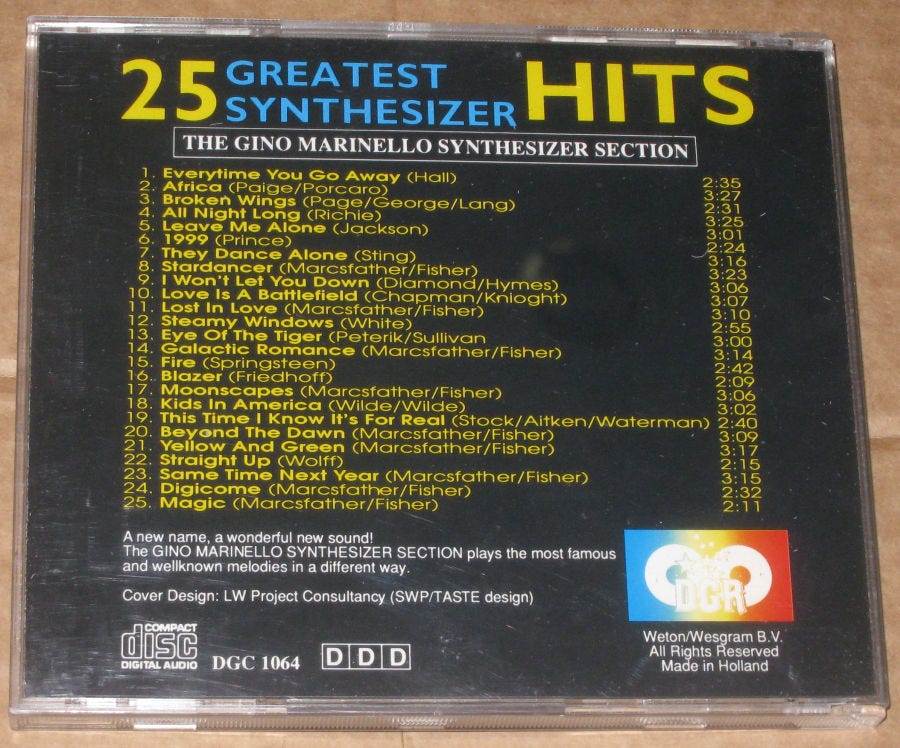 25 GREATEST SYNTHESIZER HITS
THE GINO MARINELLO SYNTHESIZER SECTION
1. Everytime You Go Away (Hall) 2:35
2. Africa (Paige/Porcaro) 3:27
3. Broken Wings (Page/George/Lang) 2:31
4. All Night Long (Richie) 3:25
5. Leave Me Alone (Jackson) 3:01
6. 1999 (Prince) 2:24
7. They Dance Alone (Sting) 3:16
8. Stardancer (Marcsfather/Fisher) 3:23
9. I Won't Let You Down (Diamond/Hymes) 3:06
10. Love Is A Battlefield (Chapman/Knioght) 3:07
11. Lost In Love (Marcsfather/Fisher) 3:10
12. Steamy Windows (White) 2:55
13. Eye Of The Tiger (Peterik/Sullivan 3:00
14. Galactic Romance (Marcsfather/Fisher) 3:14
15. Fire (Springsteen) 2:42
16. Blazer (Friedhoff) 2:09
17. Moonscapes (Marcsfather/Fisher) 3:06
18. Kids In America (Wilde/Wilde) 3:02
19. This Time I Know It's For Real (Stock/Aitken/Waterman) 2:40
20. Beyond The Dawn (Marcsfather/Fisher) 3:09
21. Yellow And Green (Marcsfather/Fisher) 3:17
22. Straight Up (Wolff) 2:15
23. Same Time Next Year (Marcsfather/Fisher) 3:15
24. Digicome (Marcsfather/Fisher) 2:32
25. Magic (Marcsfather/Fisher) 2:11
A new name, a wonderful new sound!
The GINO MARINELLO SYNTHESIZER SECTION plays the most famous
and wellknown melodies in a different way.
Cover Design: LW Project Consultancy (SWP/TASTE design)
DGR
COMPACT
disc
DIGITAL AUDIO
DGC 1064
DDD
Weton/Wesgram B.V.
All Rights Reserved
Made in Holland